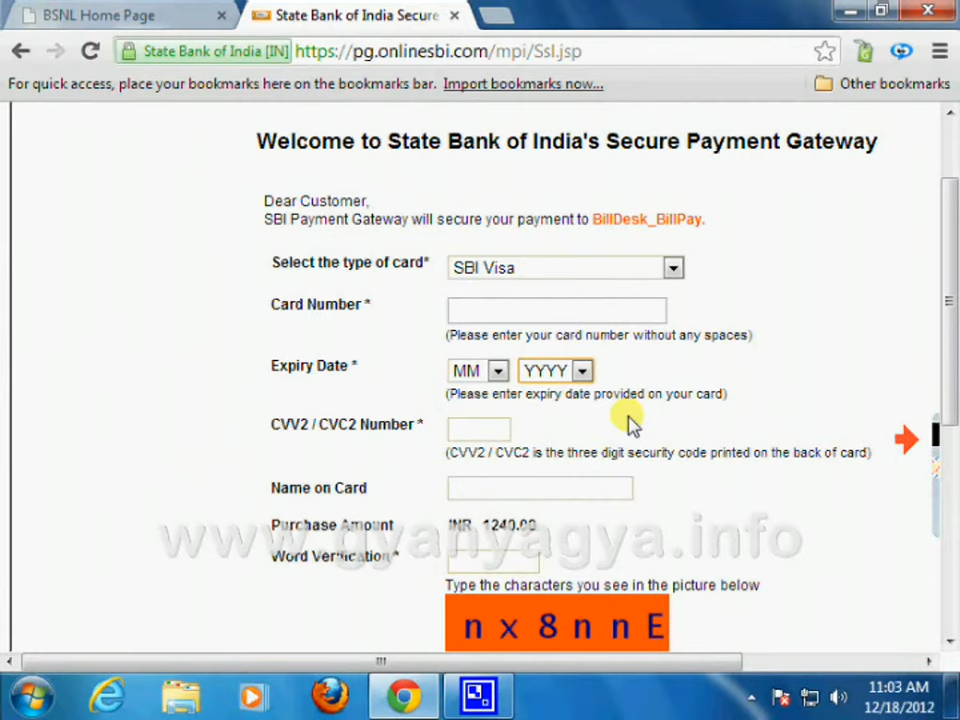 BSNL Home Page
State Bank of India Secure
State Bank of India [IN] https://pg.onlinesbi.com/mpi/Ssl.jsp
For quick access, place your bookmarks here on the bookmarks bar. Import bookmarks now... Other bookmarks
Welcome to State Bank of India's Secure Payment Gateway
Dear Customer,
SBI Payment Gateway will secure your payment to BillDesk_BillPay.
Select the type of card* SBI Visa
Card Number *
(Please enter your card number without any spaces)
Expiry Date * MM YYYY
(Please enter expiry date provided on your card)
CVV2 / CVC2 Number *
(CVV2 / CVC2 is the three digit security code printed on the back of card)
Name on Card
Purchase Amount INR 1240.00
www.gyanyagya.info
Word Verification*
Type the characters you see in the picture below
n x 8 n n E
11:03 AM
12/18/2012